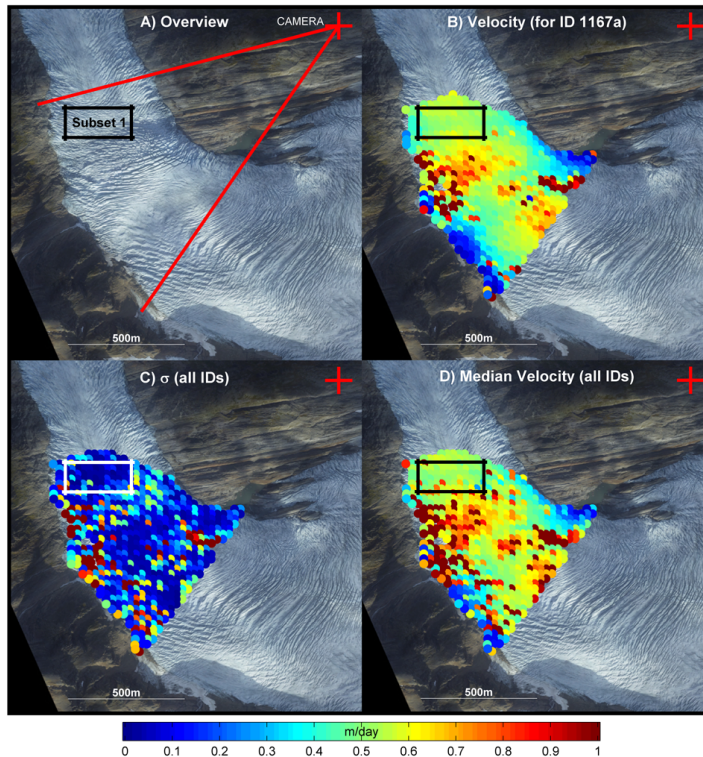 A) Overview
CAMERA
Subset 1
500m
B) Velocity (for ID 1167a)
500m
C) σ (all IDs)
500m
D) Median Velocity (all IDs)
500m
m/day
0 0.1 0.2 0.3 0.4 0.5 0.6 0.7 0.8 0.9 1